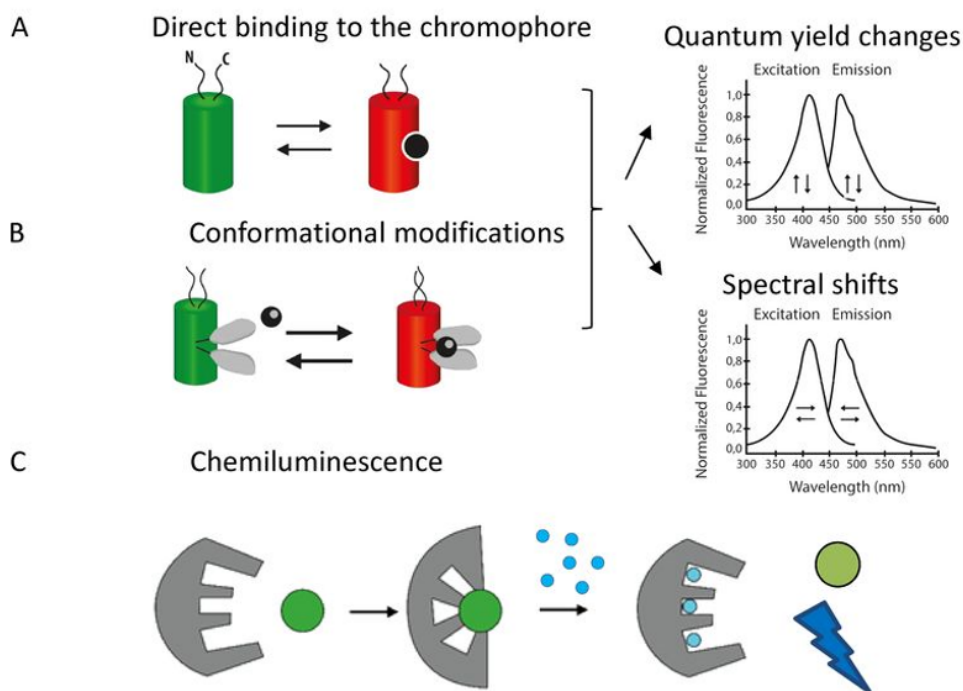 A
Direct binding to the chromophore
N
C
Quantum yield changes
Excitation Emission
Normalized Fluorescence
1,0
0,8
0,6
0,4
0,2
0,0
300 350 400 450 500 550 600
Wavelength (nm)
B
Conformational modifications
Spectral shifts
Excitation Emission
Normalized Fluorescence
1,0
0,8
0,6
0,4
0,2
0,0
300 350 400 450 500 550 600
Wavelength (nm)
C
Chemiluminescence